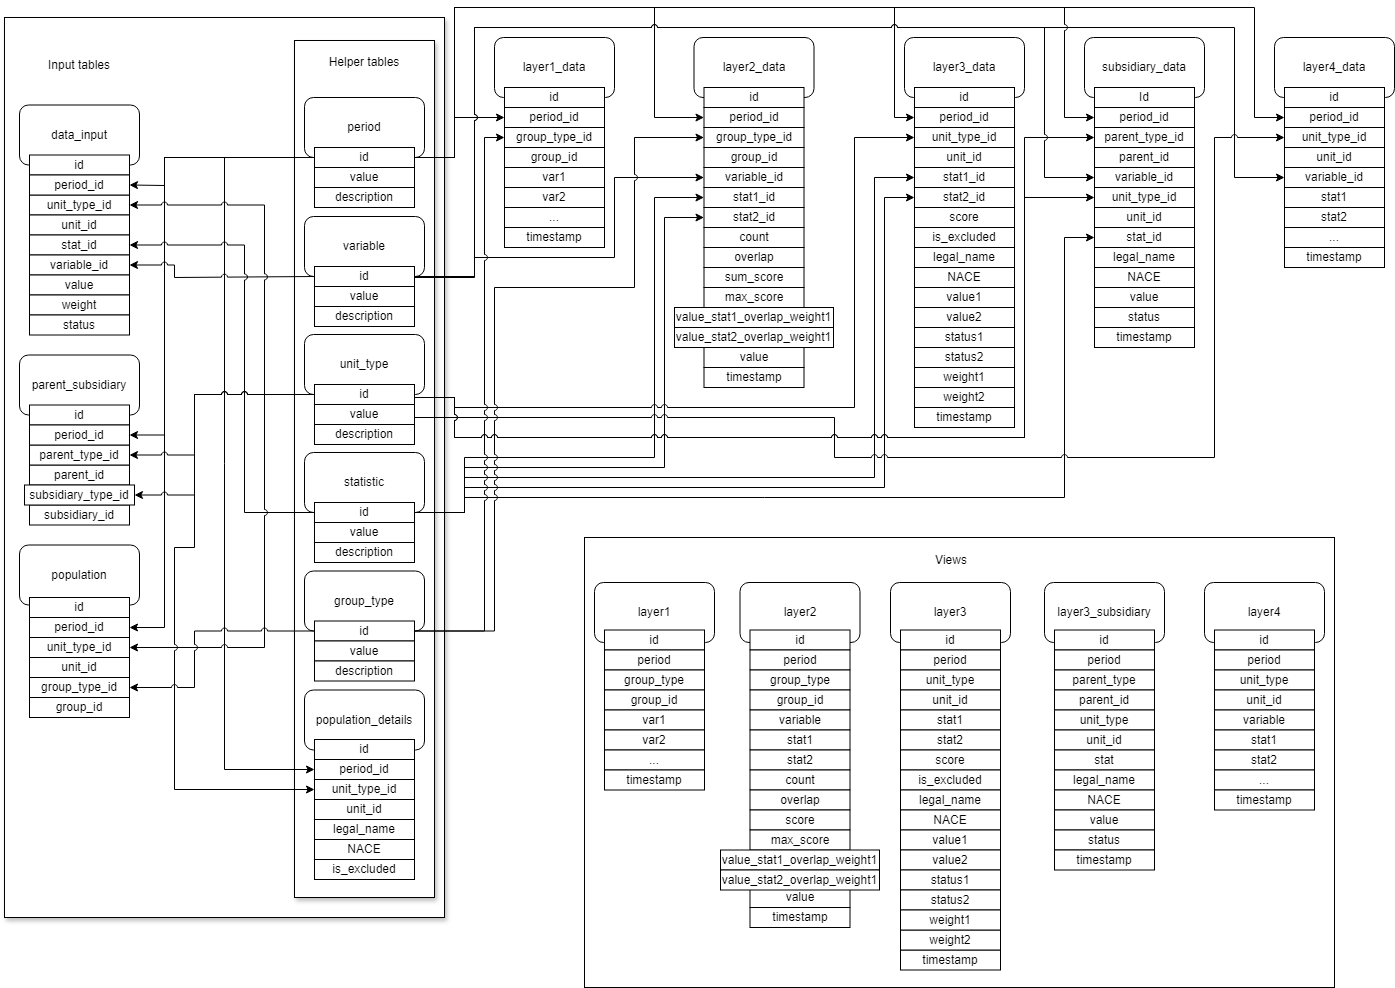 Input tables
data_input
id
period_id
unit_type_id
unit_id
stat_id
variable_id
value
weight
status
parent_subsidiary
id
period_id
parent_type_id
parent_id
subsidiary_type_id
subsidiary_id
population
id
period_id
unit_type_id
unit_id
group_type_id
group_id
Helper tables
period
id
value
description
variable
id
value
description
unit_type
id
value
description
statistic
id
value
description
group_type
id
value
description
population_details
id
period_id
unit_type_id
unit_id
legal_name
NACE
is_excluded
layer1_data
id
period_id
group_type_id
group_id
var1
var2
...
timestamp
layer2_data
id
period_id
group_type_id
group_id
variable_id
stat1_id
stat2_id
count
overlap
sum_score
max_score
value_stat1_overlap_weight1
value_stat2_overlap_weight1
value
timestamp
layer3_data
id
period_id
unit_type_id
unit_id
stat1_id
stat2_id
score
is_excluded
legal_name
NACE
value1
value2
status1
status2
weight1
weight2
timestamp
subsidiary_data
Id
period_id
parent_type_id
parent_id
variable_id
unit_type_id
unit_id
stat_id
legal_name
NACE
value
status
timestamp
layer4_data
id
period_id
unit_type_id
unit_id
variable_id
stat1
stat2
...
timestamp
Views
layer1
id
period
group_type
group_id
var1
var2
...
timestamp
layer2
id
period
group_type
group_id
variable
stat1
stat2
count
overlap
score
max_score
value_stat1_overlap_weight1
value_stat2_overlap_weight1
value
timestamp
layer3
id
period
unit_type
unit_id
stat1
stat2
score
is_excluded
legal_name
NACE
value1
value2
status1
status2
weight1
weight2
timestamp
layer3_subsidiary
id
period
parent_type
parent_id
unit_type
unit_id
stat
legal_name
NACE
value
status
timestamp
layer4
id
period
unit_type
unit_id
variable
stat1
stat2
...
timestamp